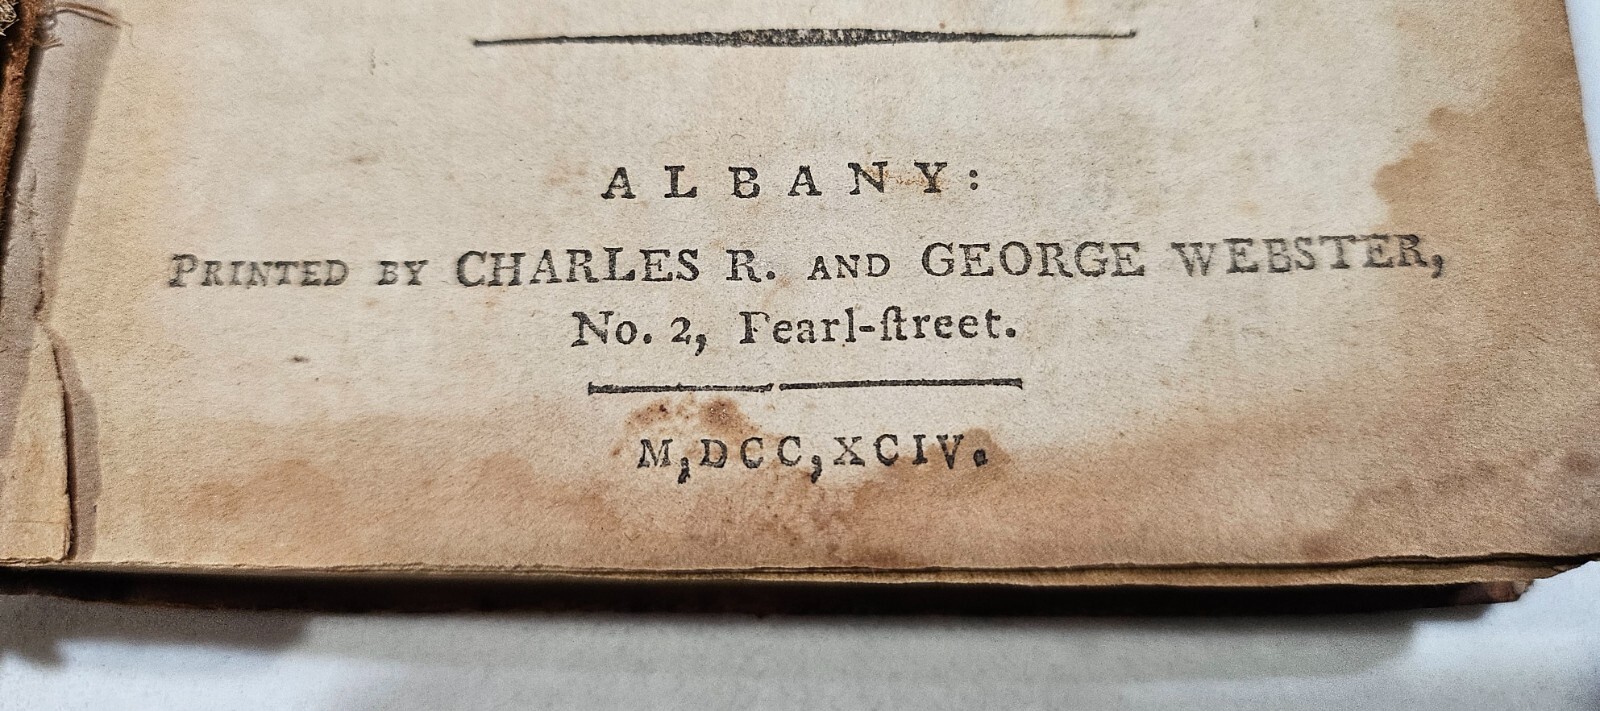 ALBANY:
PRINTED BY CHARLES R. AND GEORGE WEBSTER,
No. 2, Pearl-ſtreet.
M,DCC,XCIV.